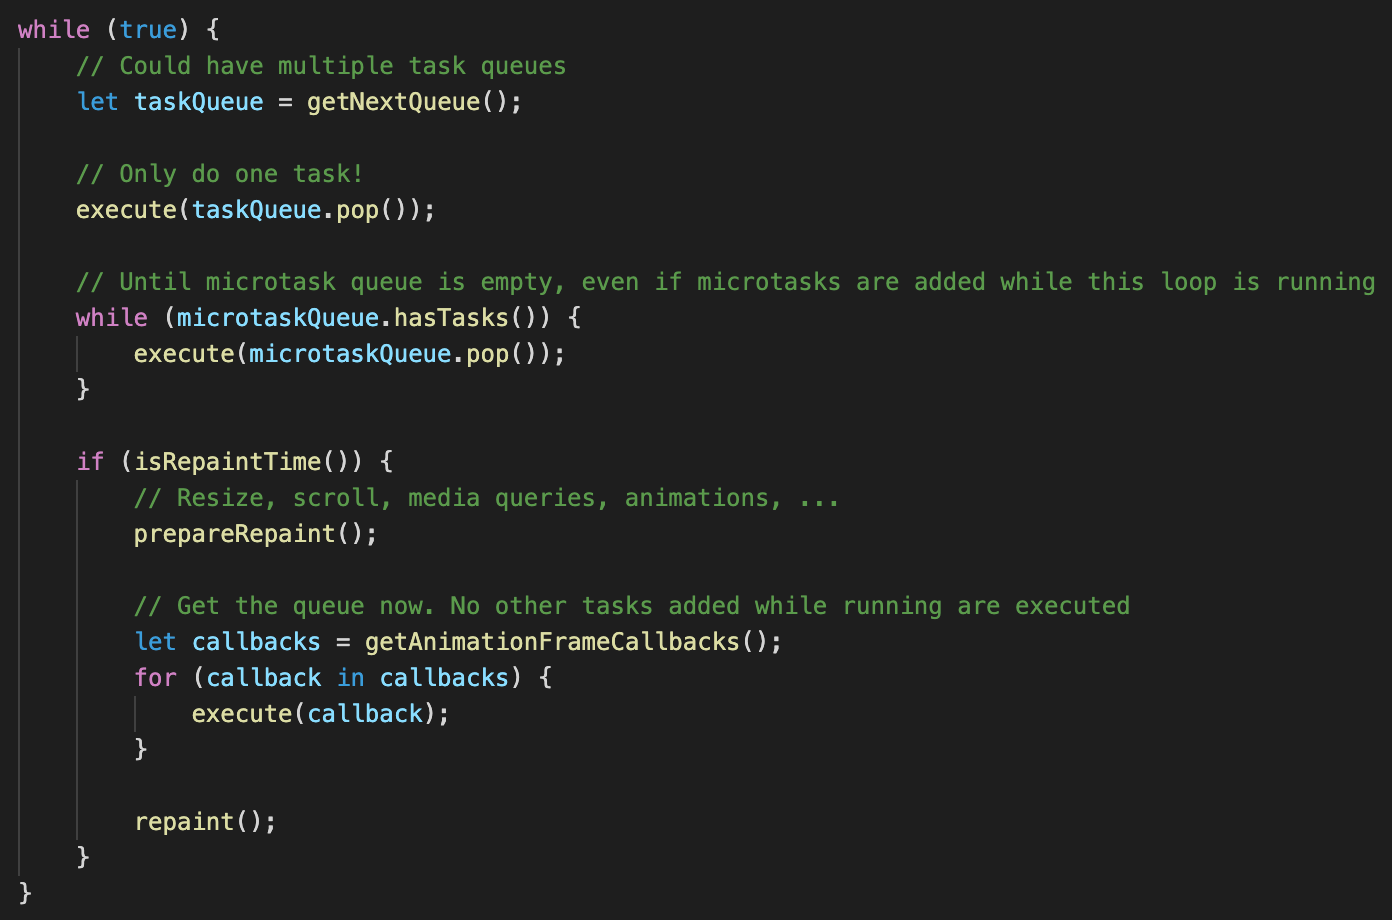 while (true) {
    // Could have multiple task queues
    let taskQueue = getNextQueue();

    // Only do one task!
    execute(taskQueue.pop());

    // Until microtask queue is empty, even if microtasks are added while this loop is running
    while (microtaskQueue.hasTasks()) {
        execute(microtaskQueue.pop());
    }

    if (isRepaintTime()) {
        // Resize, scroll, media queries, animations, ...
        prepareRepaint();

        // Get the queue now. No other tasks added while running are executed
        let callbacks = getAnimationFrameCallbacks();
        for (callback in callbacks) {
            execute(callback);
        }

        repaint();
    }
}